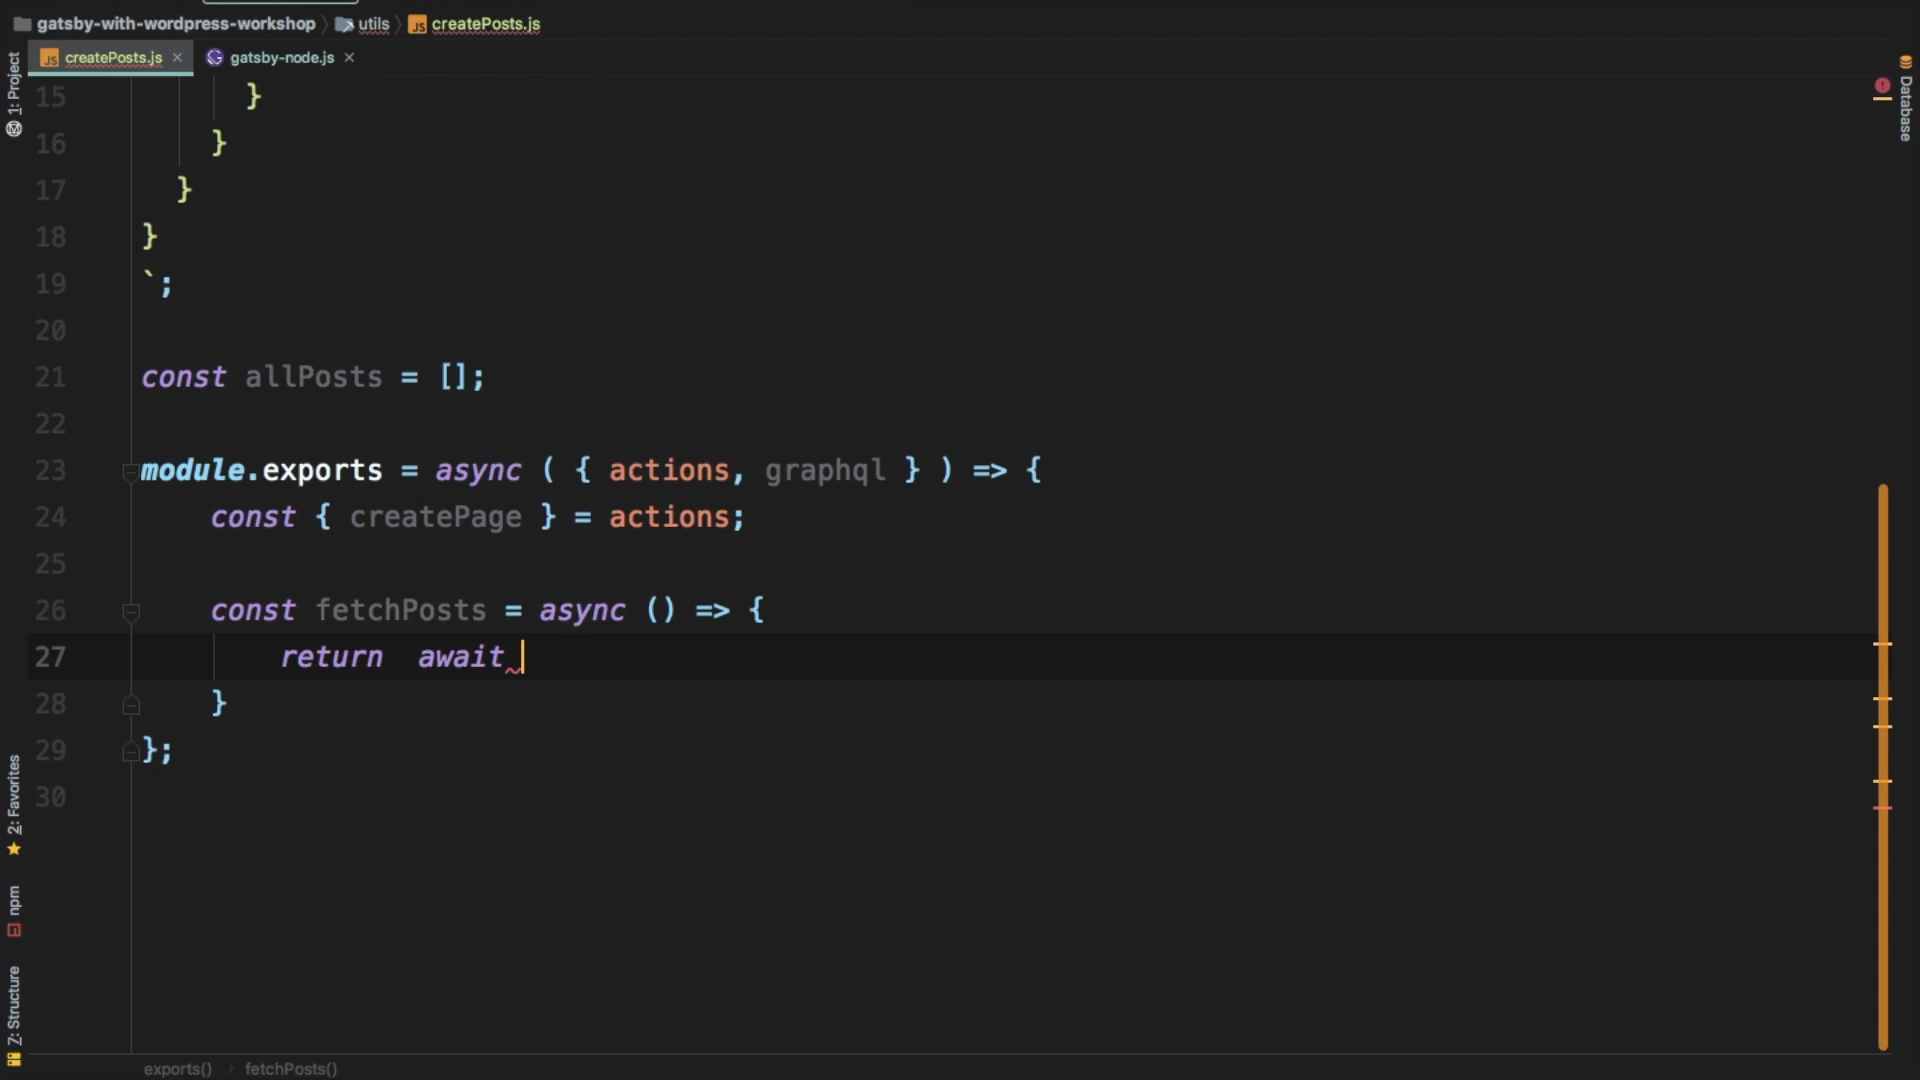 gatsby-with-wordpress-workshop utils createPosts.js
createPosts.js gatsby-node.js
1: Project
Database
15 }
16 }
17 }
18 }
19 `;
20
21 const allPosts = [];
22
23 module.exports = async ( { actions, graphql } ) => {
24 const { createPage } = actions;
25
26 const fetchPosts = async () => {
27 return  await
28 }
29 };
30
2: Favorites
npm
Z: Structure
exports() fetchPosts()